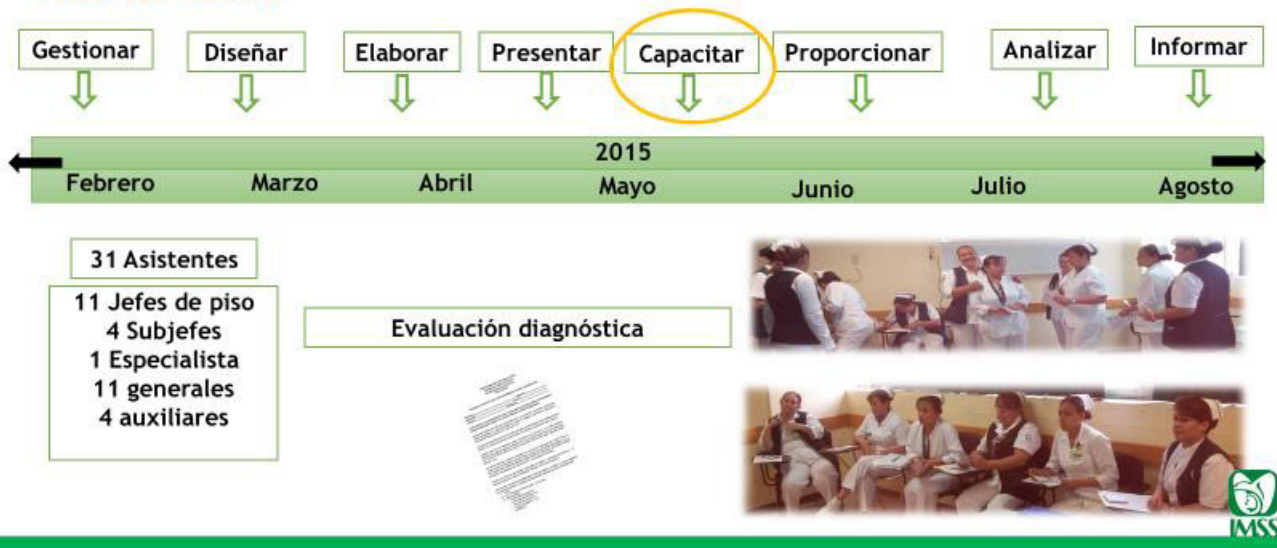 Gestionar
Diseñar
Elaborar
Presentar
Capacitar
Proporcionar
Analizar
Informar
2015
Febrero
Marzo
Abril
Mayo
Junio
Julio
Agosto
31 Asistentes
11 Jefes de piso
4 Subjefes
1 Especialista
11 generales
4 auxiliares
Evaluación diagnóstica
IMSS